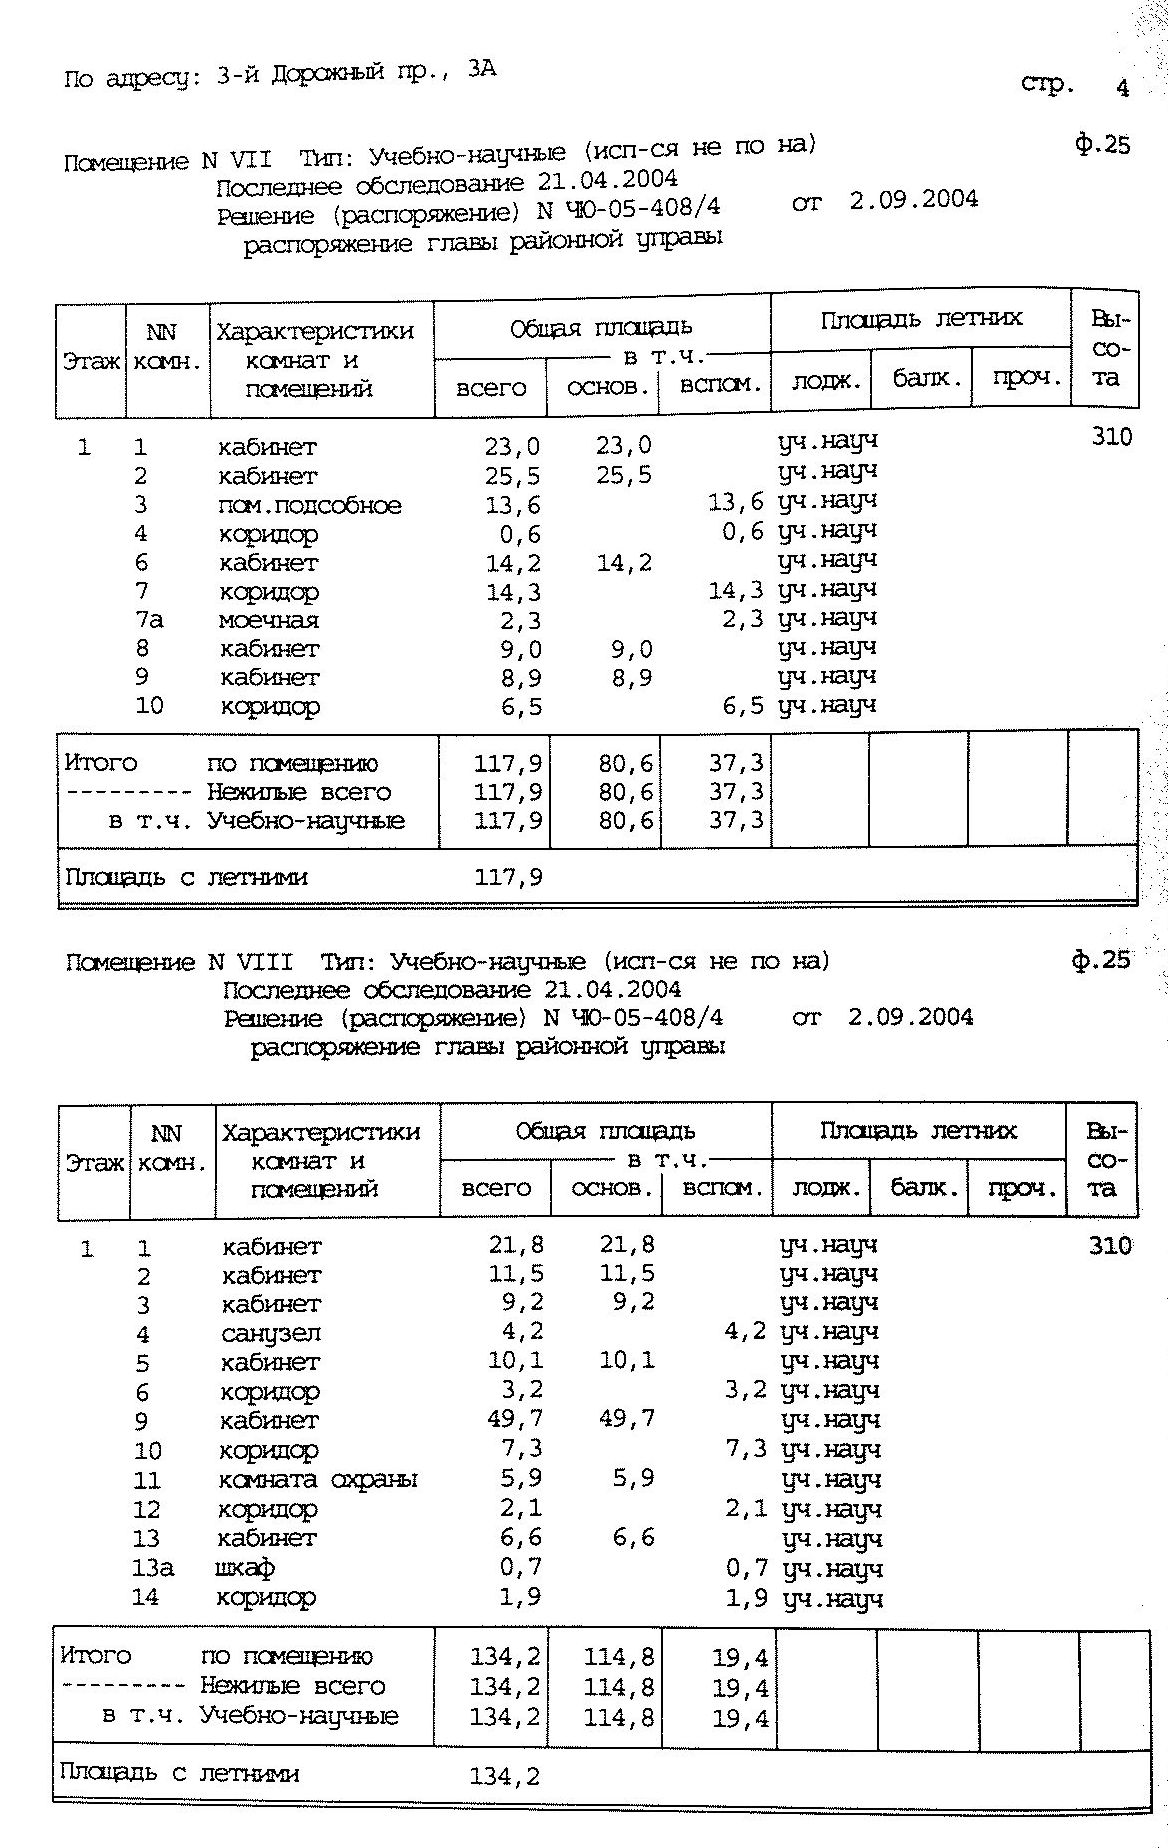 По адресу: 3-й Дорожный пр., 3А
стр. 4
Помещение N VII Тип: Учебно-научные (исп-ся не по на) ф.25
Последнее обследование 21.04.2004
Решение (распоряжение) N ЧЮ-05-408/4 от 2.09.2004
распоряжение главы районной управы
NN Характеристики Общая площадь Площадь летних Вы-
Этаж комн. комнат и в т.ч. со-
помещений всего основ. вспом. лодж. балк. проч. та
1 1 кабинет 23,0 23,0 уч.науч 310
2 кабинет 25,5 25,5 уч.науч
3 пом.подсобное 13,6 13,6 уч.науч
4 коридор 0,6 0,6 уч.науч
6 кабинет 14,2 14,2 уч.науч
7 коридор 14,3 14,3 уч.науч
7а моечная 2,3 2,3 уч.науч
8 кабинет 9,0 9,0 уч.науч
9 кабинет 8,9 8,9 уч.науч
10 коридор 6,5 6,5 уч.науч
Итого по помещению 117,9 80,6 37,3
--------- Нежилые всего 117,9 80,6 37,3
в т.ч. Учебно-научные 117,9 80,6 37,3
Площадь с летними 117,9
Помещение N VIII Тип: Учебно-научные (исп-ся не по на) ф.25
Последнее обследование 21.04.2004
Решение (распоряжение) N ЧЮ-05-408/4 от 2.09.2004
распоряжение главы районной управы
NN Характеристики Общая площадь Площадь летних Вы-
Этаж комн. комнат и в т.ч. со-
помещений всего основ. вспом. лодж. балк. проч. та
1 1 кабинет 21,8 21,8 уч.науч 310
2 кабинет 11,5 11,5 уч.науч
3 кабинет 9,2 9,2 уч.науч
4 санузел 4,2 4,2 уч.науч
5 кабинет 10,1 10,1 уч.науч
6 коридор 3,2 3,2 уч.науч
9 кабинет 49,7 49,7 уч.науч
10 коридор 7,3 7,3 уч.науч
11 комната охраны 5,9 5,9 уч.науч
12 коридор 2,1 2,1 уч.науч
13 кабинет 6,6 6,6 уч.науч
13а шкаф 0,7 0,7 уч.науч
14 коридор 1,9 1,9 уч.науч
Итого по помещению 134,2 114,8 19,4
--------- Нежилые всего 134,2 114,8 19,4
в т.ч. Учебно-научные 134,2 114,8 19,4
Площадь с летними 134,2